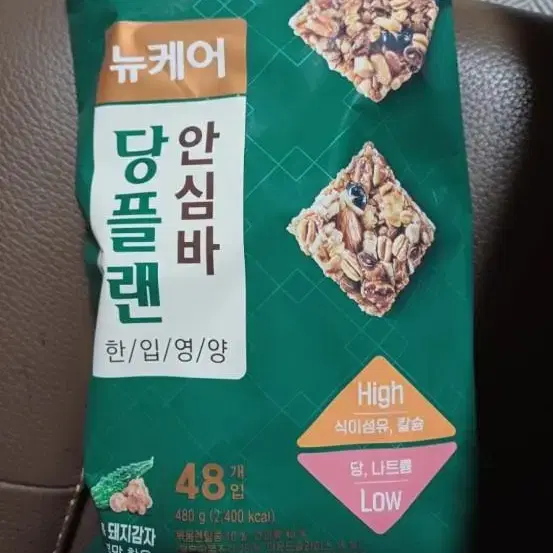 뉴케어
당플랜
안심바
한/입/영/양
High
식이섬유, 칼슘
당, 나트륨
Low
48개입
480 g (2,400 kcal)
돼지감자